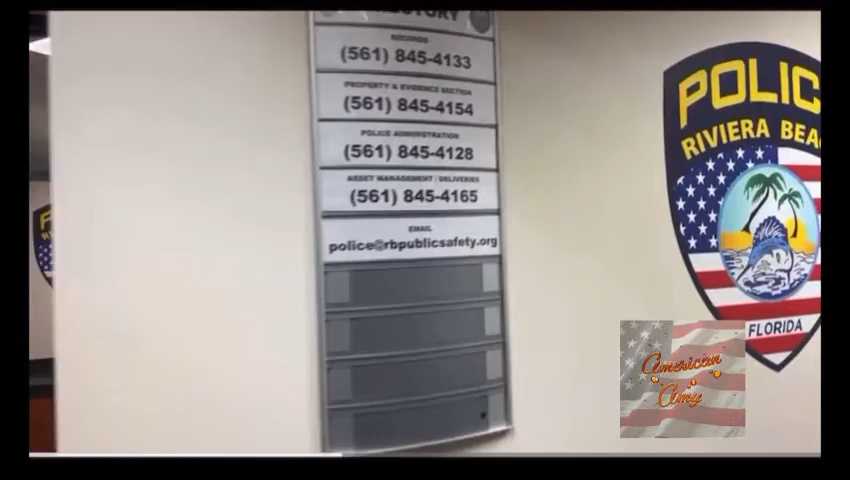 RECORDS
(561) 845-4133
PROPERTY & EVIDENCE SECTION
(561) 845-4154
POLICE ADMINISTRATION
(561) 845-4128
ASSET MANAGEMENT / DELIVERIES
(561) 845-4165
EMAIL
police@rbpublicsafety.org
POLIC
RIVIERA BEAC
FLORIDA
American
Amy